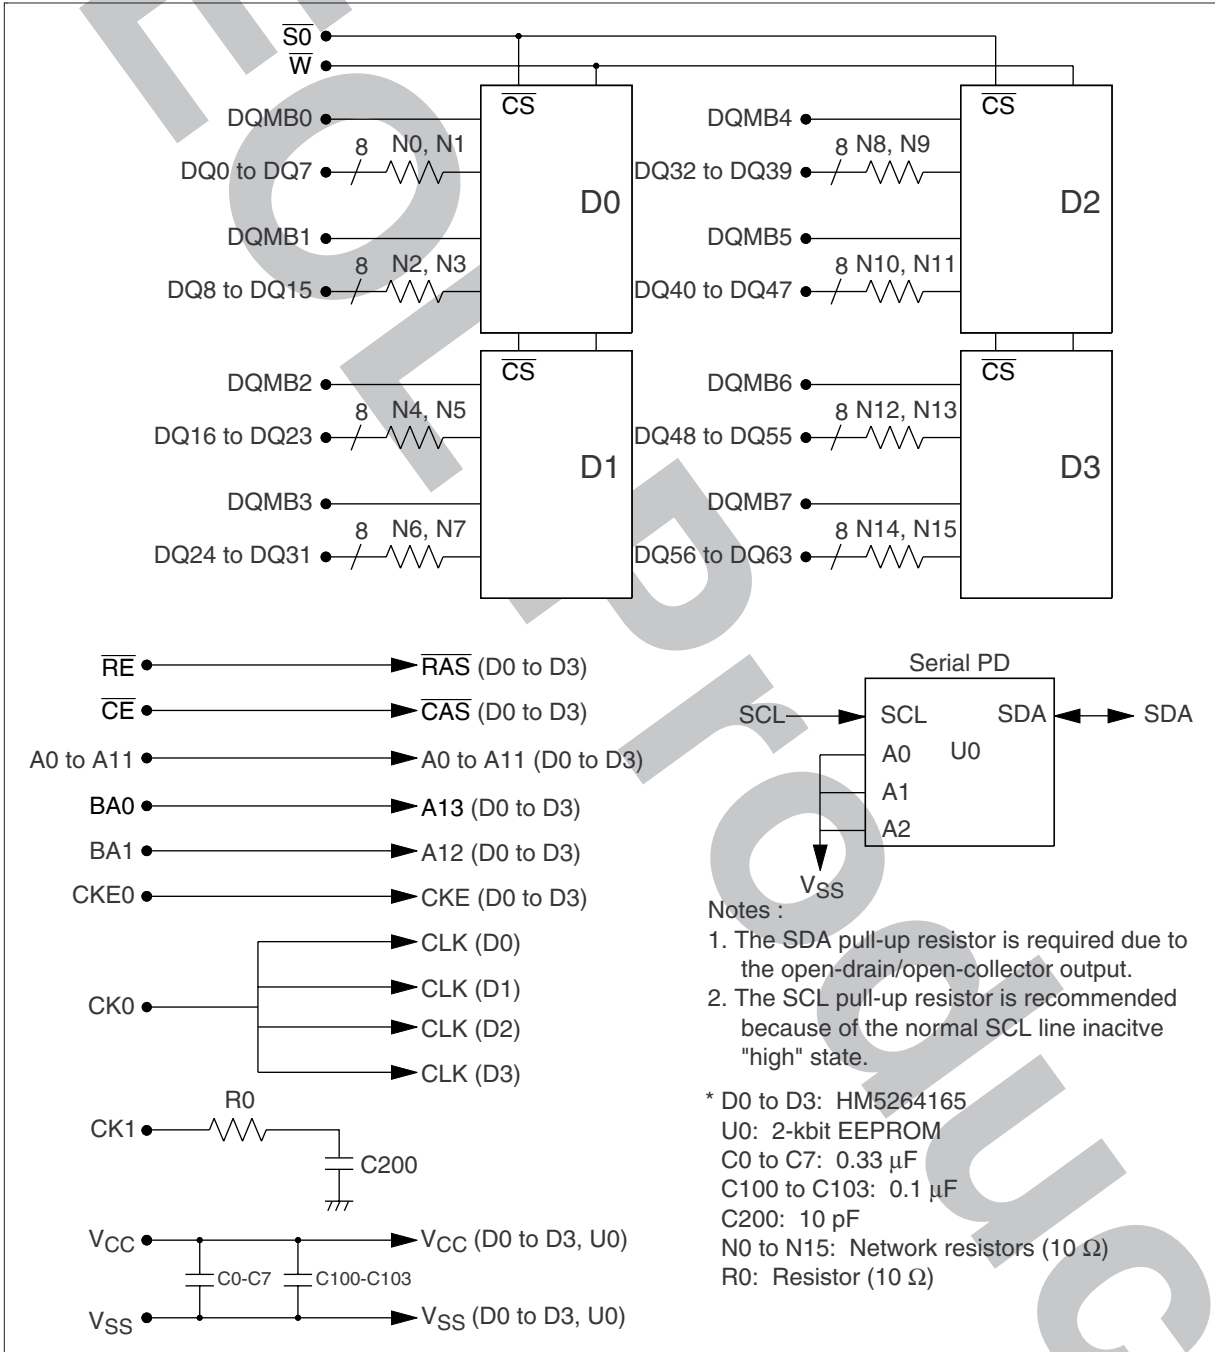 S0
W
CS
CS
DQMB0
DQMB4
8 N0, N1
8 N8, N9
DQ0 to DQ7
DQ32 to DQ39
D0
D2
DQMB1
DQMB5
8 N2, N3
8 N10, N11
DQ8 to DQ15
DQ40 to DQ47
CS
CS
DQMB2
DQMB6
8 N4, N5
8 N12, N13
DQ16 to DQ23
DQ48 to DQ55
D1
D3
DQMB3
DQMB7
8 N6, N7
8 N14, N15
DQ24 to DQ31
DQ56 to DQ63
RE RAS (D0 to D3)
CE CAS (D0 to D3)
A0 to A11 A0 to A11 (D0 to D3)
BA0 A13 (D0 to D3)
BA1 A12 (D0 to D3)
CKE0 CKE (D0 to D3)
CLK (D0)
CLK (D1)
CK0
CLK (D2)
CLK (D3)
R0
CK1
C200
VCC VCC (D0 to D3, U0)
C0-C7 C100-C103
VSS VSS (D0 to D3, U0)
Serial PD
SCL SCL SDA SDA
A0 U0
A1
A2
VSS
Notes :
1. The SDA pull-up resistor is required due to
the open-drain/open-collector output.
2. The SCL pull-up resistor is recommended
because of the normal SCL line inacitve
"high" state.
* D0 to D3: HM5264165
U0: 2-kbit EEPROM
C0 to C7: 0.33 μF
C100 to C103: 0.1 μF
C200: 10 pF
N0 to N15: Network resistors (10 Ω)
R0: Resistor (10 Ω)
EOL Produc